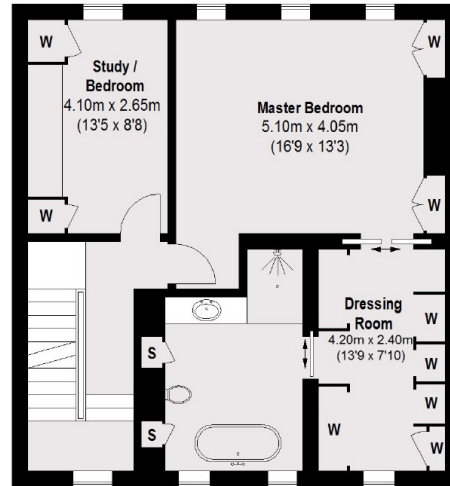 W
W
Study /
Bedroom
4.10m x 2.65m
(13'5 x 8'8)
Master Bedroom
5.10m x 4.05m
(16'9 x 13'3)
W
W
W
Dressing
Room
4.20m x 2.40m
(13'9 x 7'10)
W
S
W
W
W
S
W